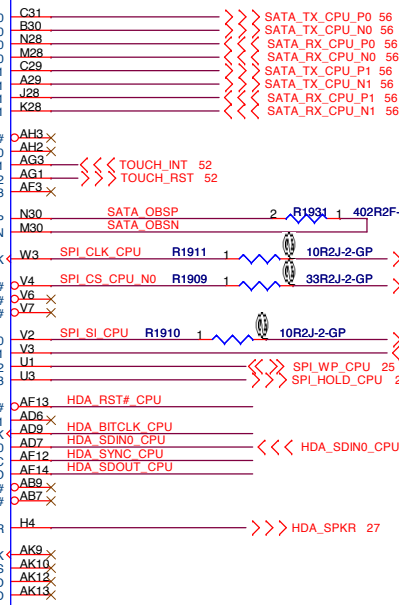 C31 SATA_TX_CPU_P0 56
B30 SATA_TX_CPU_N0 56
N28 SATA_RX_CPU_P0 56
M28 SATA_RX_CPU_N0 56
C29 SATA_TX_CPU_P1 56
A29 SATA_TX_CPU_N1 56
J28 SATA_RX_CPU_P1 56
K28 SATA_RX_CPU_N1 56
AH3
AH2
AG3 TOUCH_INT 52
AG1 TOUCH_RST 52
AF3
N30 SATA_OBSP 2 R1931 1 402R2F-
M30 SATA_OBSN
W3 SPI_CLK_CPU R1911 1 10R2J-2-GP
V4 SPI_CS_CPU_N0 R1909 1 33R2J-2-GP
V6
V7
V2 SPI_SI_CPU R1910 1 10R2J-2-GP
V3
U1 SPI_WP_CPU 25
U3 SPI_HOLD_CPU
AF13 HDA_RST#_CPU
AD6
AD9 HDA_BITCLK_CPU
AD7 HDA_SDIN0_CPU HDA_SDIN0_CPU
AF12 HDA_SYNC_CPU
AF14 HDA_SDOUT_CPU
AB9
AB7
H4 HDA_SPKR 27
AK9
AK10
AK12
AK13